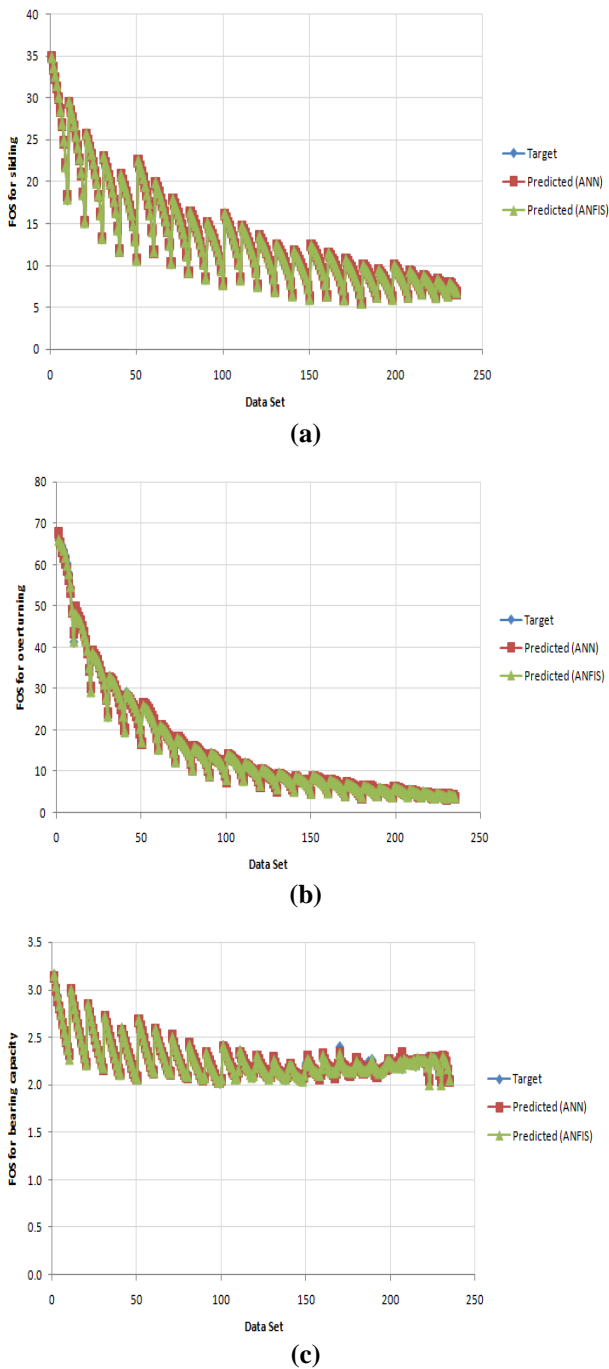 40
35
30
25
20
15
10
5
0
FOS for sliding
0 50 100 150 200 250
Data Set
Target
Predicted (ANN)
Predicted (ANFIS)
(a)
80
70
60
50
40
30
20
10
0
FOS for overturning
0 50 100 150 200 250
Data Set
Target
Predicted (ANN)
Predicted (ANFIS)
(b)
3.5
3.0
2.5
2.0
1.5
1.0
0.5
0.0
FOS for bearing capacity
0 50 100 150 200 250
Data Set
Target
Predicted (ANN)
Predicted (ANFIS)
(c)